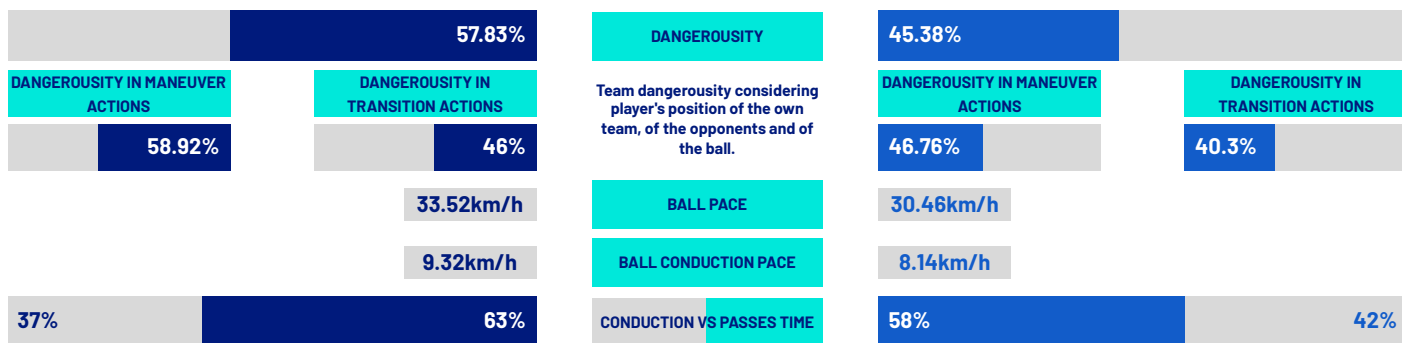 57.83%
DANGEROUSITY
45.38%
DANGEROUSITY IN MANEUVER
ACTIONS
DANGEROUSITY IN
TRANSITION ACTIONS
Team dangerousity considering
player's position of the own
team, of the opponents and of
the ball.
DANGEROUSITY IN MANEUVER
ACTIONS
DANGEROUSITY IN
TRANSITION ACTIONS
58.92%
46%
46.76%
40.3%
33.52km/h
BALL PACE
30.46km/h
9.32km/h
BALL CONDUCTION PACE
8.14km/h
37%
63%
CONDUCTION VS PASSES TIME
58%
42%